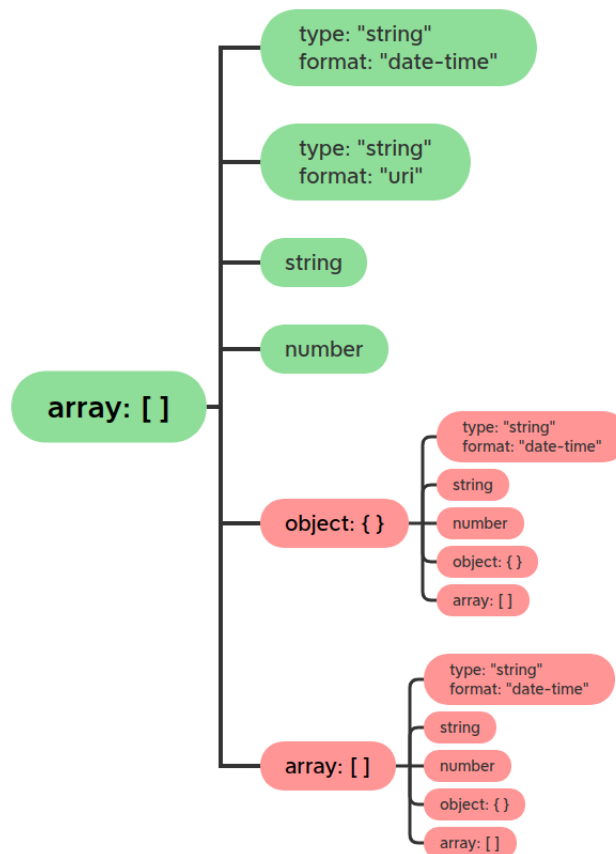 type: "string"
format: "date-time"
type: "string"
format: "uri"
string
number
array: [ ]
object: { }
type: "string"
format: "date-time"
string
number
object: { }
array: [ ]
array: [ ]
type: "string"
format: "date-time"
string
number
object: { }
array: [ ]